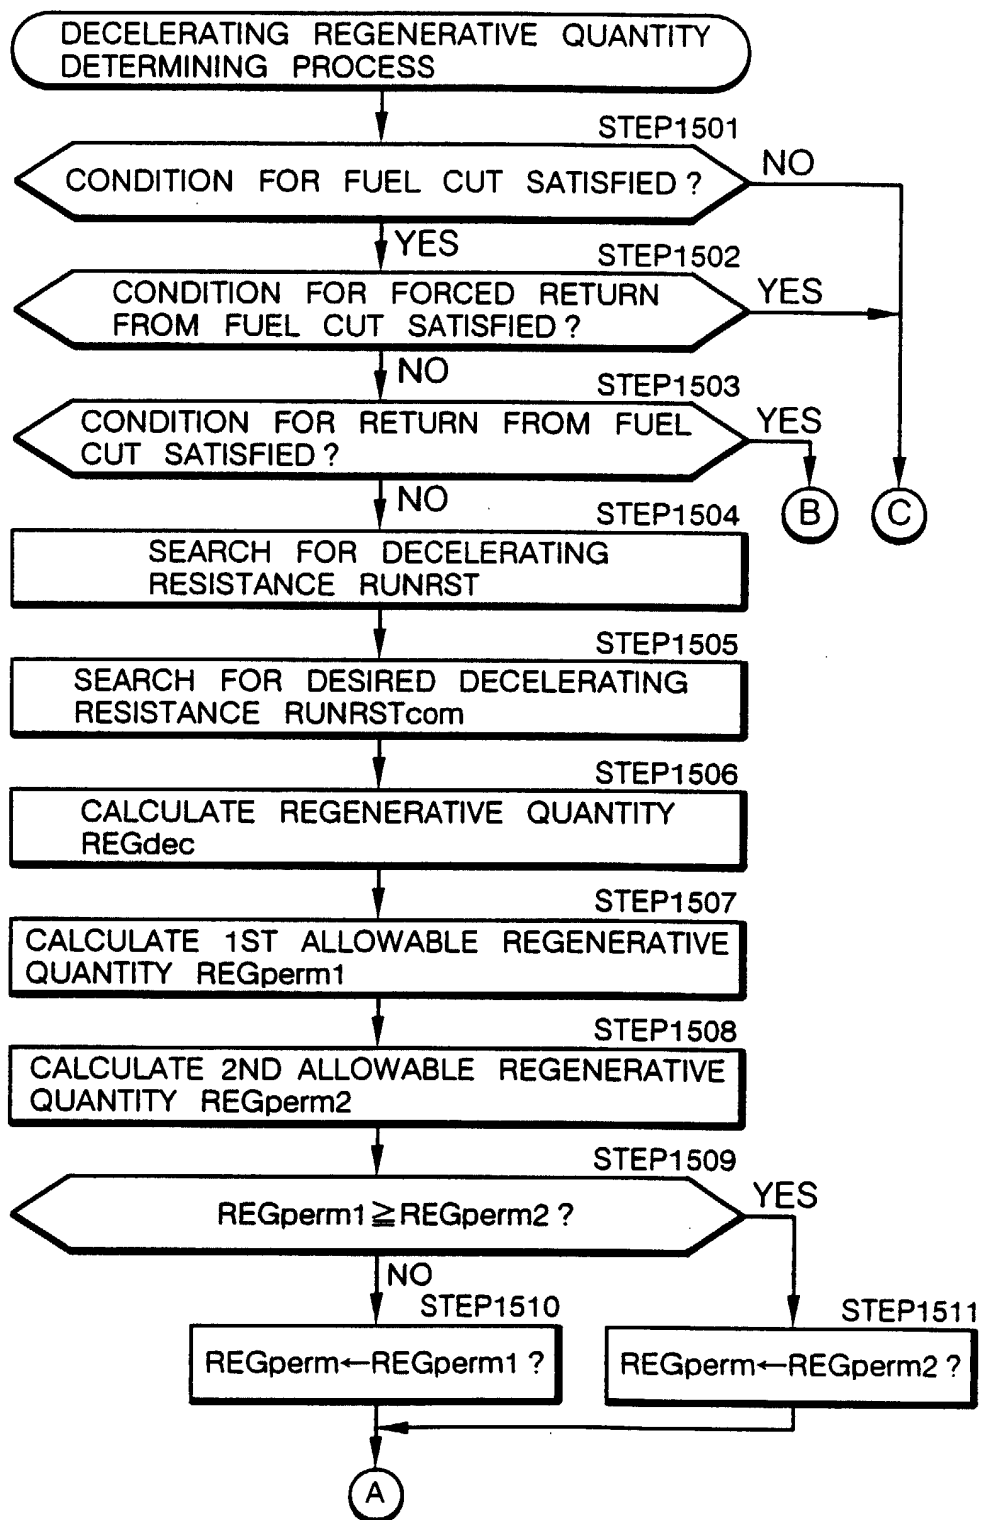 DECELERATING REGENERATIVE QUANTITY
DETERMINING PROCESS
STEP1501
CONDITION FOR FUEL CUT SATISFIED ?
NO
YES
STEP1502
CONDITION FOR FORCED RETURN
FROM FUEL CUT SATISFIED ?
YES
NO
STEP1503
CONDITION FOR RETURN FROM FUEL
CUT SATISFIED ?
YES
NO
B
C
STEP1504
SEARCH FOR DECELERATING
RESISTANCE RUNRST
STEP1505
SEARCH FOR DESIRED DECELERATING
RESISTANCE RUNRSTcom
STEP1506
CALCULATE REGENERATIVE QUANTITY
REGdec
STEP1507
CALCULATE 1ST ALLOWABLE REGENERATIVE
QUANTITY REGperm1
STEP1508
CALCULATE 2ND ALLOWABLE REGENERATIVE
QUANTITY REGperm2
STEP1509
REGperm1≧REGperm2 ?
YES
NO
STEP1510
STEP1511
REGperm←REGperm1 ?
REGperm←REGperm2 ?
A